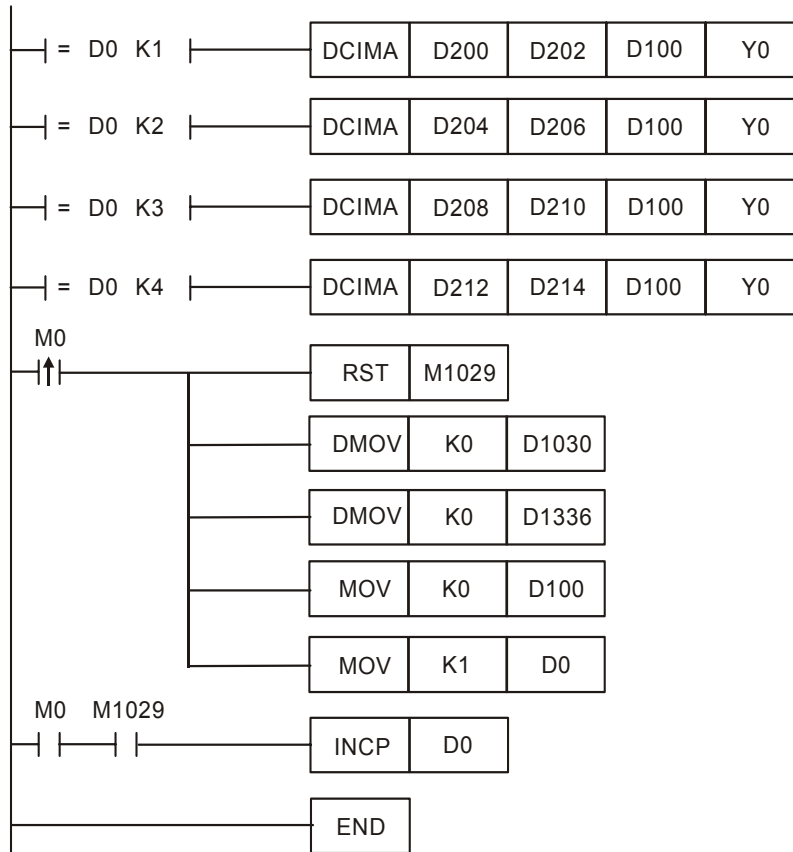 = D0 K1 DCIMA D200 D202 D100 Y0
= D0 K2 DCIMA D204 D206 D100 Y0
= D0 K3 DCIMA D208 D210 D100 Y0
= D0 K4 DCIMA D212 D214 D100 Y0
M0
RST M1029
DMOV K0 D1030
DMOV K0 D1336
MOV K0 D100
MOV K1 D0
M0 M1029
INCP D0
END